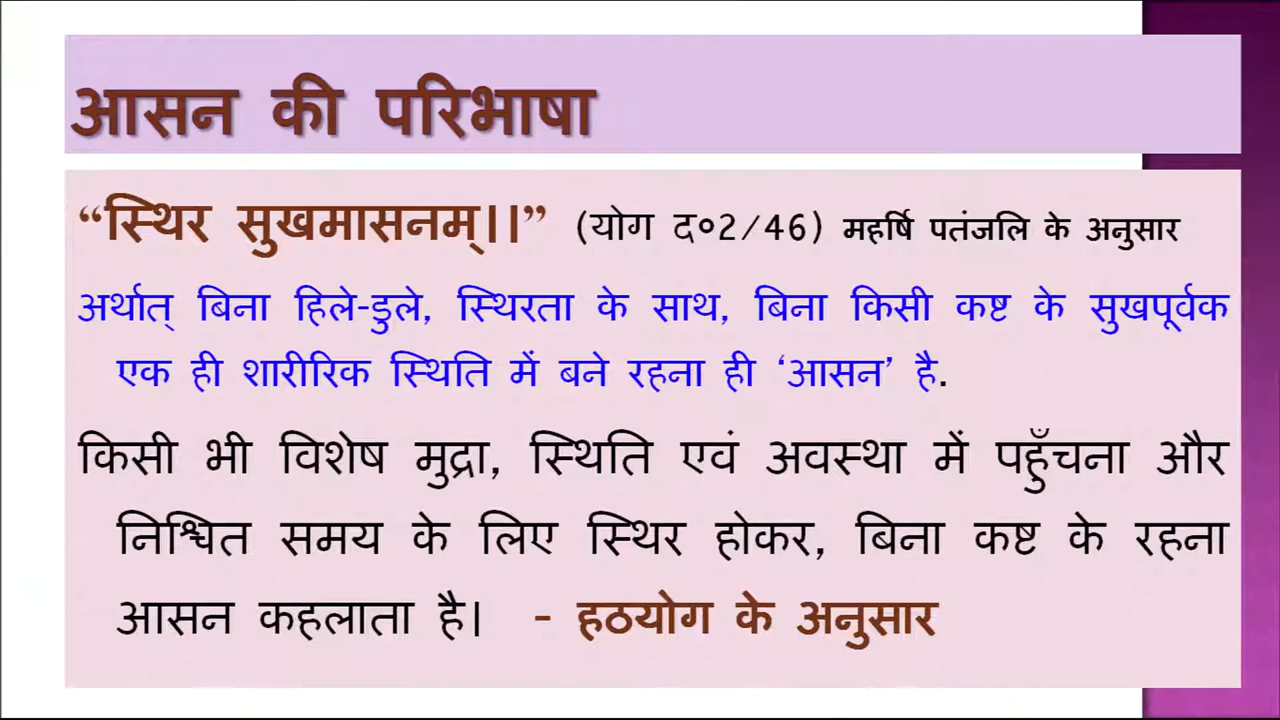 आसन की परिभाषा
“स्थिर सुखमासनम्।।” (योग द०2/46) महर्षि पतंजलि के अनुसार
अर्थात् बिना हिले-डुले, स्थिरता के साथ, बिना किसी कष्ट के सुखपूर्वक
एक ही शारीरिक स्थिति में बने रहना ही ‘आसन’ है.
किसी भी विशेष मुद्रा, स्थिति एवं अवस्था में पहुँचना और
निश्चित समय के लिए स्थिर होकर, बिना कष्ट के रहना
आसन कहलाता है। - हठयोग के अनुसार